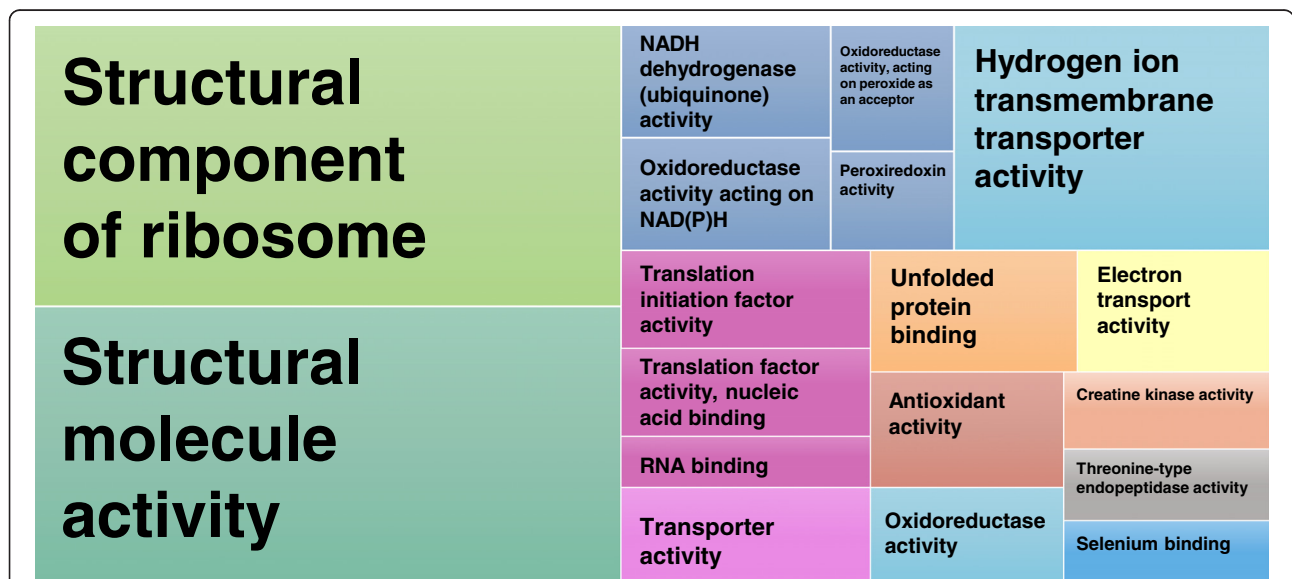 Structural
component
of ribosome
Structural
molecule
activity
NADH
dehydrogenase
(ubiquinone)
activity
Oxidoreductase
activity, acting
on peroxide as
an acceptor
Hydrogen ion
transmembrane
transporter
activity
Oxidoreductase
activity acting on
NAD(P)H
Peroxiredoxin
activity
Translation
initiation factor
activity
Unfolded
protein
binding
Electron
transport
activity
Translation factor
activity, nucleic
acid binding
Antioxidant
activity
Creatine kinase activity
RNA binding
Threonine-type
endopeptidase activity
Transporter
activity
Oxidoreductase
activity
Selenium binding